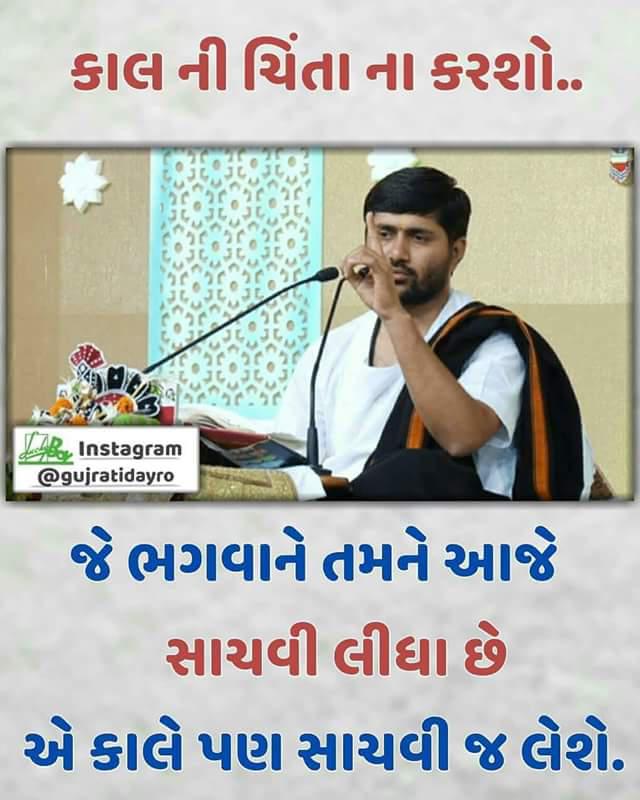 કાલ ની ચિંતા ના કરશો..
Instagram
@gujratidayro
જે ભગવાને તમને આજે
સાચવી લીધા છે
એ કાલે પણ સાચવી જ લેશે.